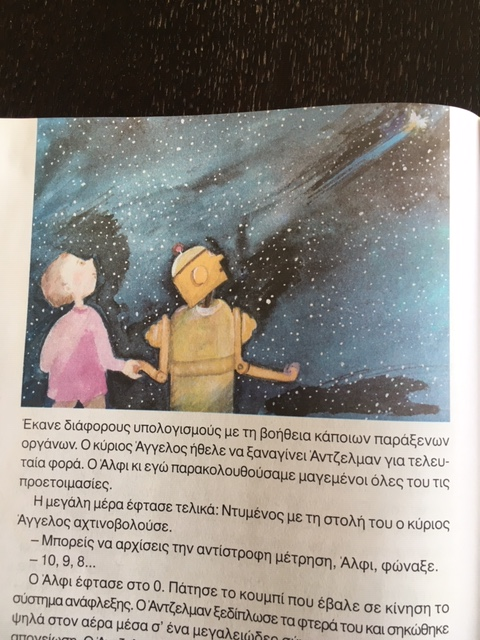 Έκανε διάφορους υπολογισμούς με τη βοήθεια κάποιων παράξενων
οργάνων. Ο κύριος Άγγελος ήθελε να ξαναγίνει Άντζελμαν για τελευ-
ταία φορά. Ο Άλφι κι εγώ παρακολουθούσαμε μαγεμένοι όλες του τις
προετοιμασίες.
Η μεγάλη μέρα έφτασε τελικά: Ντυμένος με τη στολή του ο κύριος
Άγγελος αχτινοβολούσε.
– Μπορείς να αρχίσεις την αντίστροφη μέτρηση, Άλφι, φώναξε.
– 10, 9, 8...
Ο Άλφι έφτασε στο 0. Πάτησε το κουμπί που έβαλε σε κίνηση το
σύστημα ανάφλεξης. Ο Άντζελμαν ξεδίπλωσε τα φτερά του και σηκώθηκε
ψηλά στον αέρα μέσα σ' ένα μεγαλειώδες